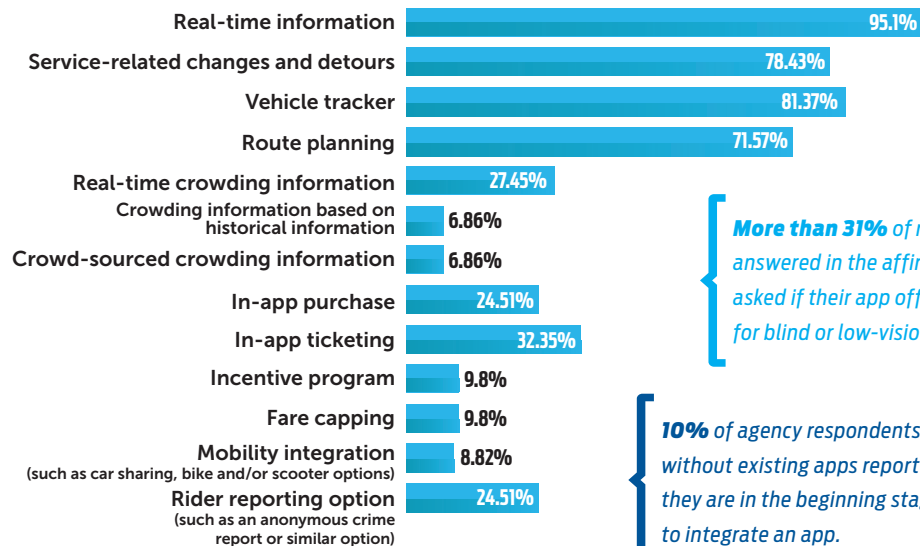 Real-time information
95.1%
Service-related changes and detours
78.43%
Vehicle tracker
81.37%
Route planning
71.57%
Real-time crowding information
27.45%
Crowding information based on
historical information
6.86%
Crowd-sourced crowding information
6.86%
In-app purchase
24.51%
In-app ticketing
32.35%
Incentive program
9.8%
Fare capping
9.8%
Mobility integration
(such as car sharing, bike and/or scooter options)
8.82%
Rider reporting option
(such as an anonymous crime
report or similar option)
24.51%
More than 31% of
answered in the
asked if their app
for blind or
10% of agency respondents
without existing apps report
they are in the beginning
to integrate an app.